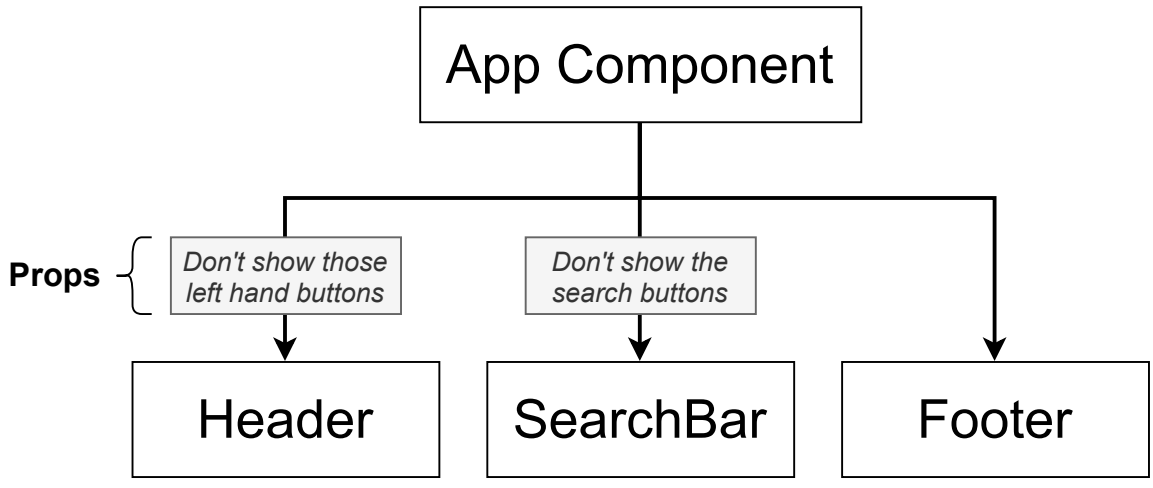 App Component
Props
Don't show those
left hand buttons
Don't show the
search buttons
Header
SearchBar
Footer